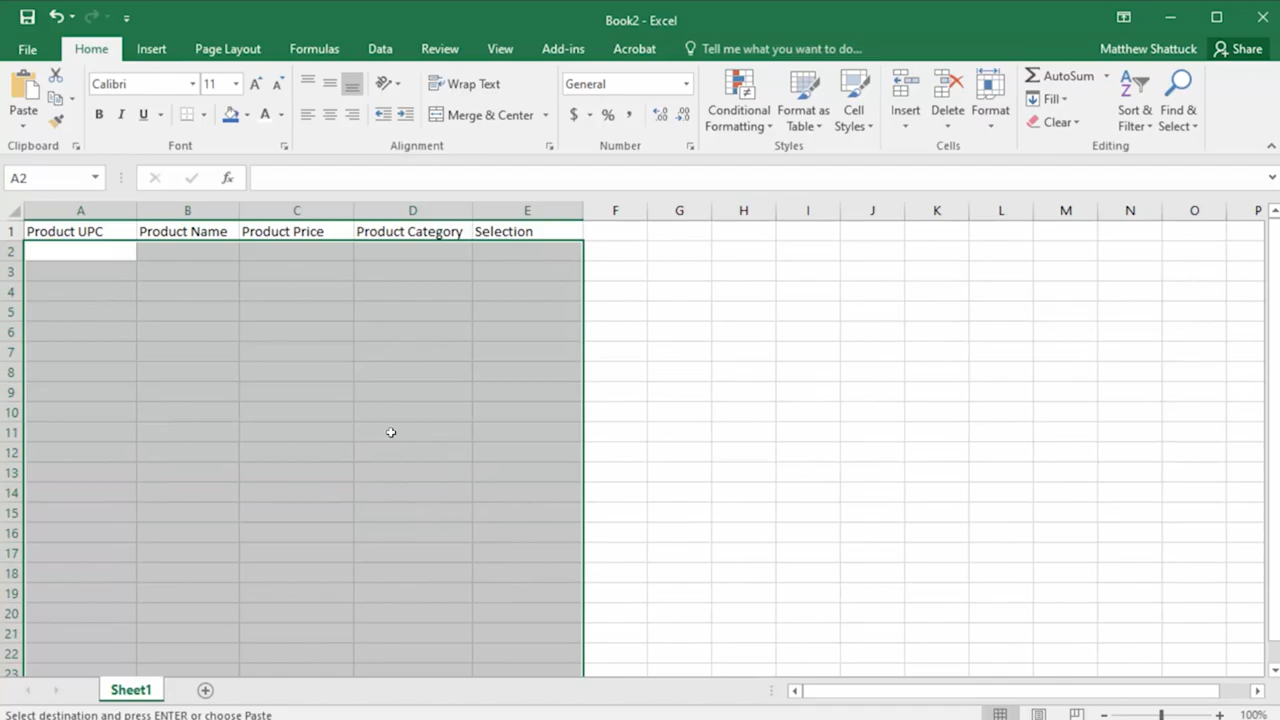 Book2 - Excel
File Home Insert Page Layout Formulas Data Review View Add-ins Acrobat Tell me what you want to do... Matthew Shattuck Share
Paste
Calibri 11
B I U A
Wrap Text
Merge & Center
General
$ % ,
Conditional Formatting
Format as Table
Cell Styles
Insert
Delete
Format
AutoSum
Fill
Clear
Sort & Filter
Find & Select
Clipboard Font Alignment Number Styles Cells Editing
A2 fx
A B C D E F G H I J K L M N O P
1 Product UPC Product Name Product Price Product Category Selection
2
3
4
5
6
7
8
9
10
11
12
13
14
15
16
17
18
19
20
21
22
23
Sheet1
Select destination and press ENTER or choose Paste 100%